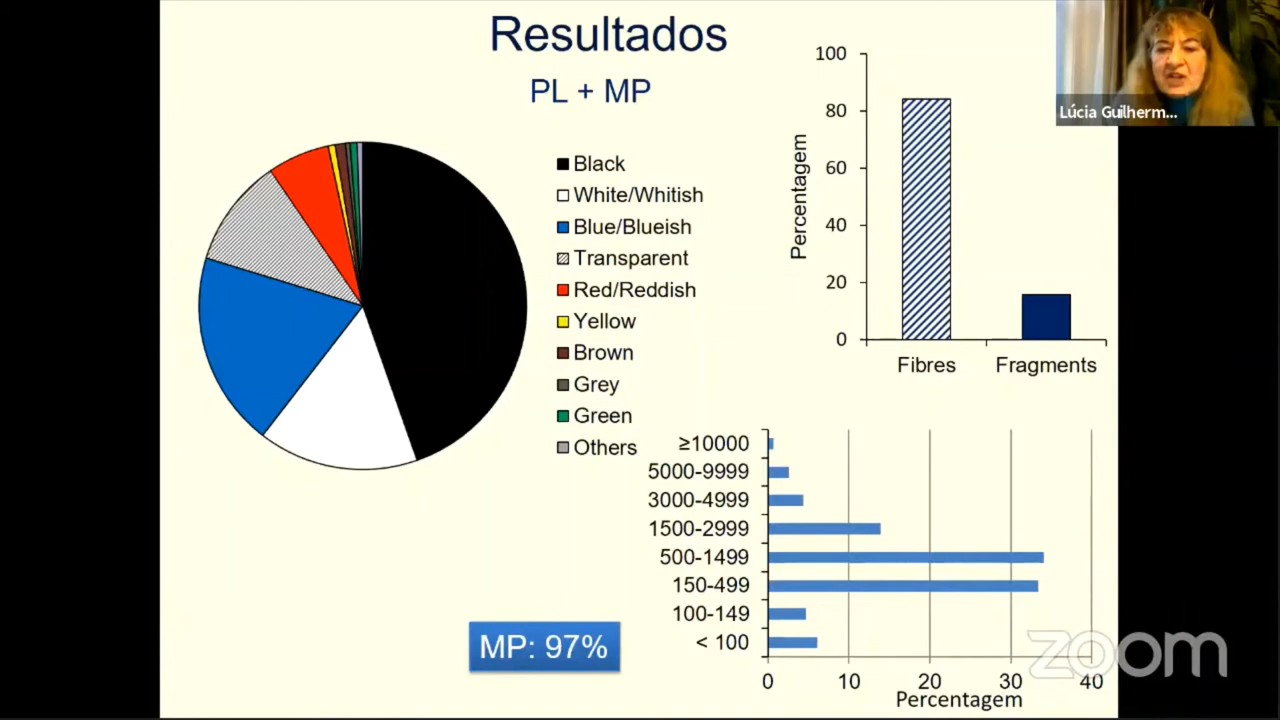 Resultados
PL + MP
Black
White/Whitish
Blue/Blueish
Transparent
Red/Reddish
Yellow
Brown
Grey
Green
Others
100
80
60
40
20
0
Percentagem
Fibres
Fragments
Lúcia Guilherm...
≥10000
5000-9999
3000-4999
1500-2999
500-1499
150-499
100-149
< 100
0
10
20
30
40
Percentagem
MP: 97%
zoom